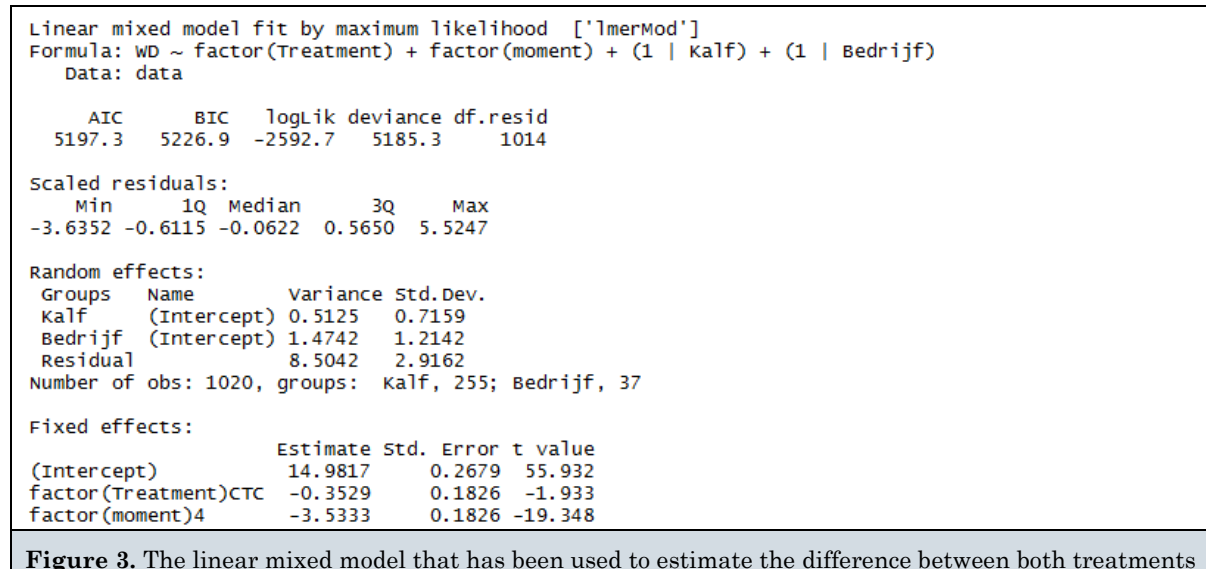 Linear mixed model fit by maximum likelihood ['lmerMod']
Formula: WD ~ factor(Treatment) + factor(moment) + (1 | Kalf) + (1 | Bedrijf)
Data: data
AIC BIC logLik deviance df.resid
5197.3 5226.9 -2592.7 5185.3 1014
Scaled residuals:
Min 1Q Median 3Q Max
-3.6352 -0.6115 -0.0622 0.5650 5.5247
Random effects:
Groups Name Variance Std.Dev.
Kalf (Intercept) 0.5125 0.7159
Bedrijf (Intercept) 1.4742 1.2142
Residual 8.5042 2.9162
Number of obs: 1020, groups: Kalf, 255; Bedrijf, 37
Fixed effects:
Estimate Std. Error t value
(Intercept) 14.9817 0.2679 55.932
factor(Treatment)CTC -0.3529 0.1826 -1.933
factor(moment)4 -3.5333 0.1826 -19.348
Figure 3. The linear mixed model that has been used to estimate the difference between both treatments